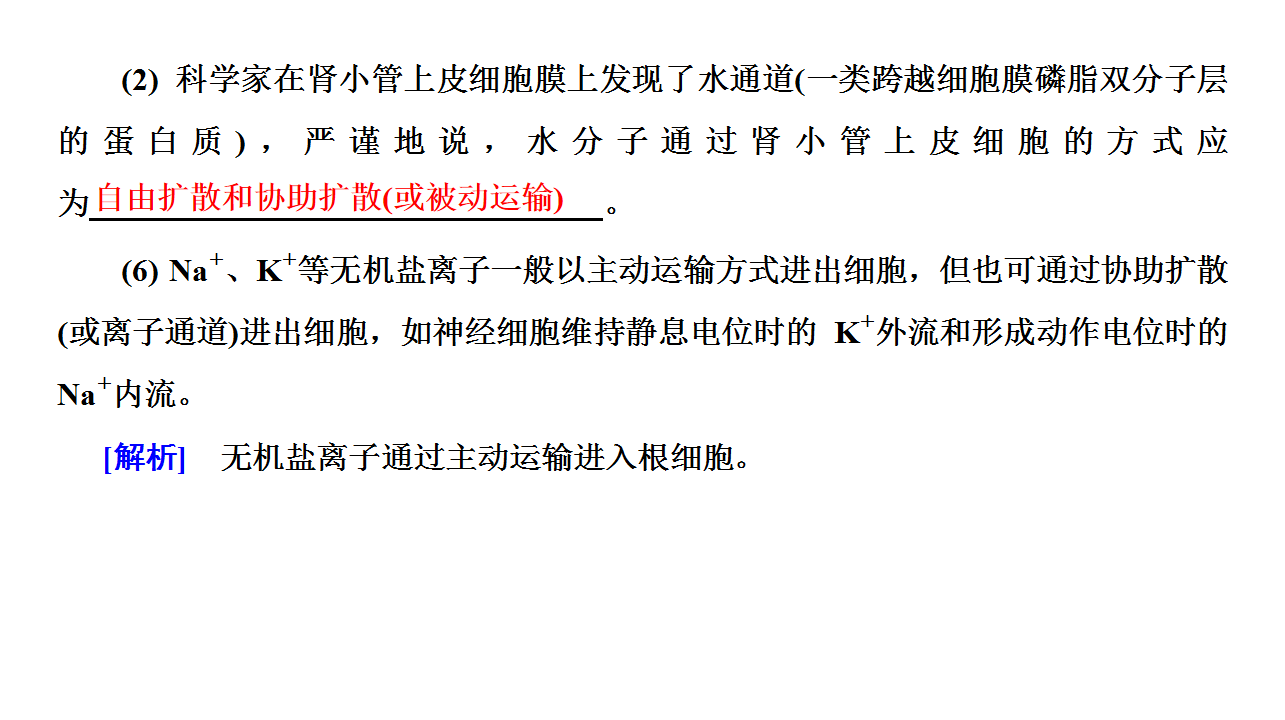 (2) 科学家在肾小管上皮细胞膜上发现了水通道(一类跨越细胞膜磷脂双分子层
的蛋白质)，严谨地说，水分子通过肾小管上皮细胞的方式应
为自由扩散和协助扩散(或被动运输)。
(6) Na⁺、K⁺等无机盐离子一般以主动运输方式进出细胞，但也可通过协助扩散
(或离子通道)进出细胞，如神经细胞维持静息电位时的 K⁺外流和形成动作电位时的
Na⁺内流。
[解析] 无机盐离子通过主动运输进入根细胞。